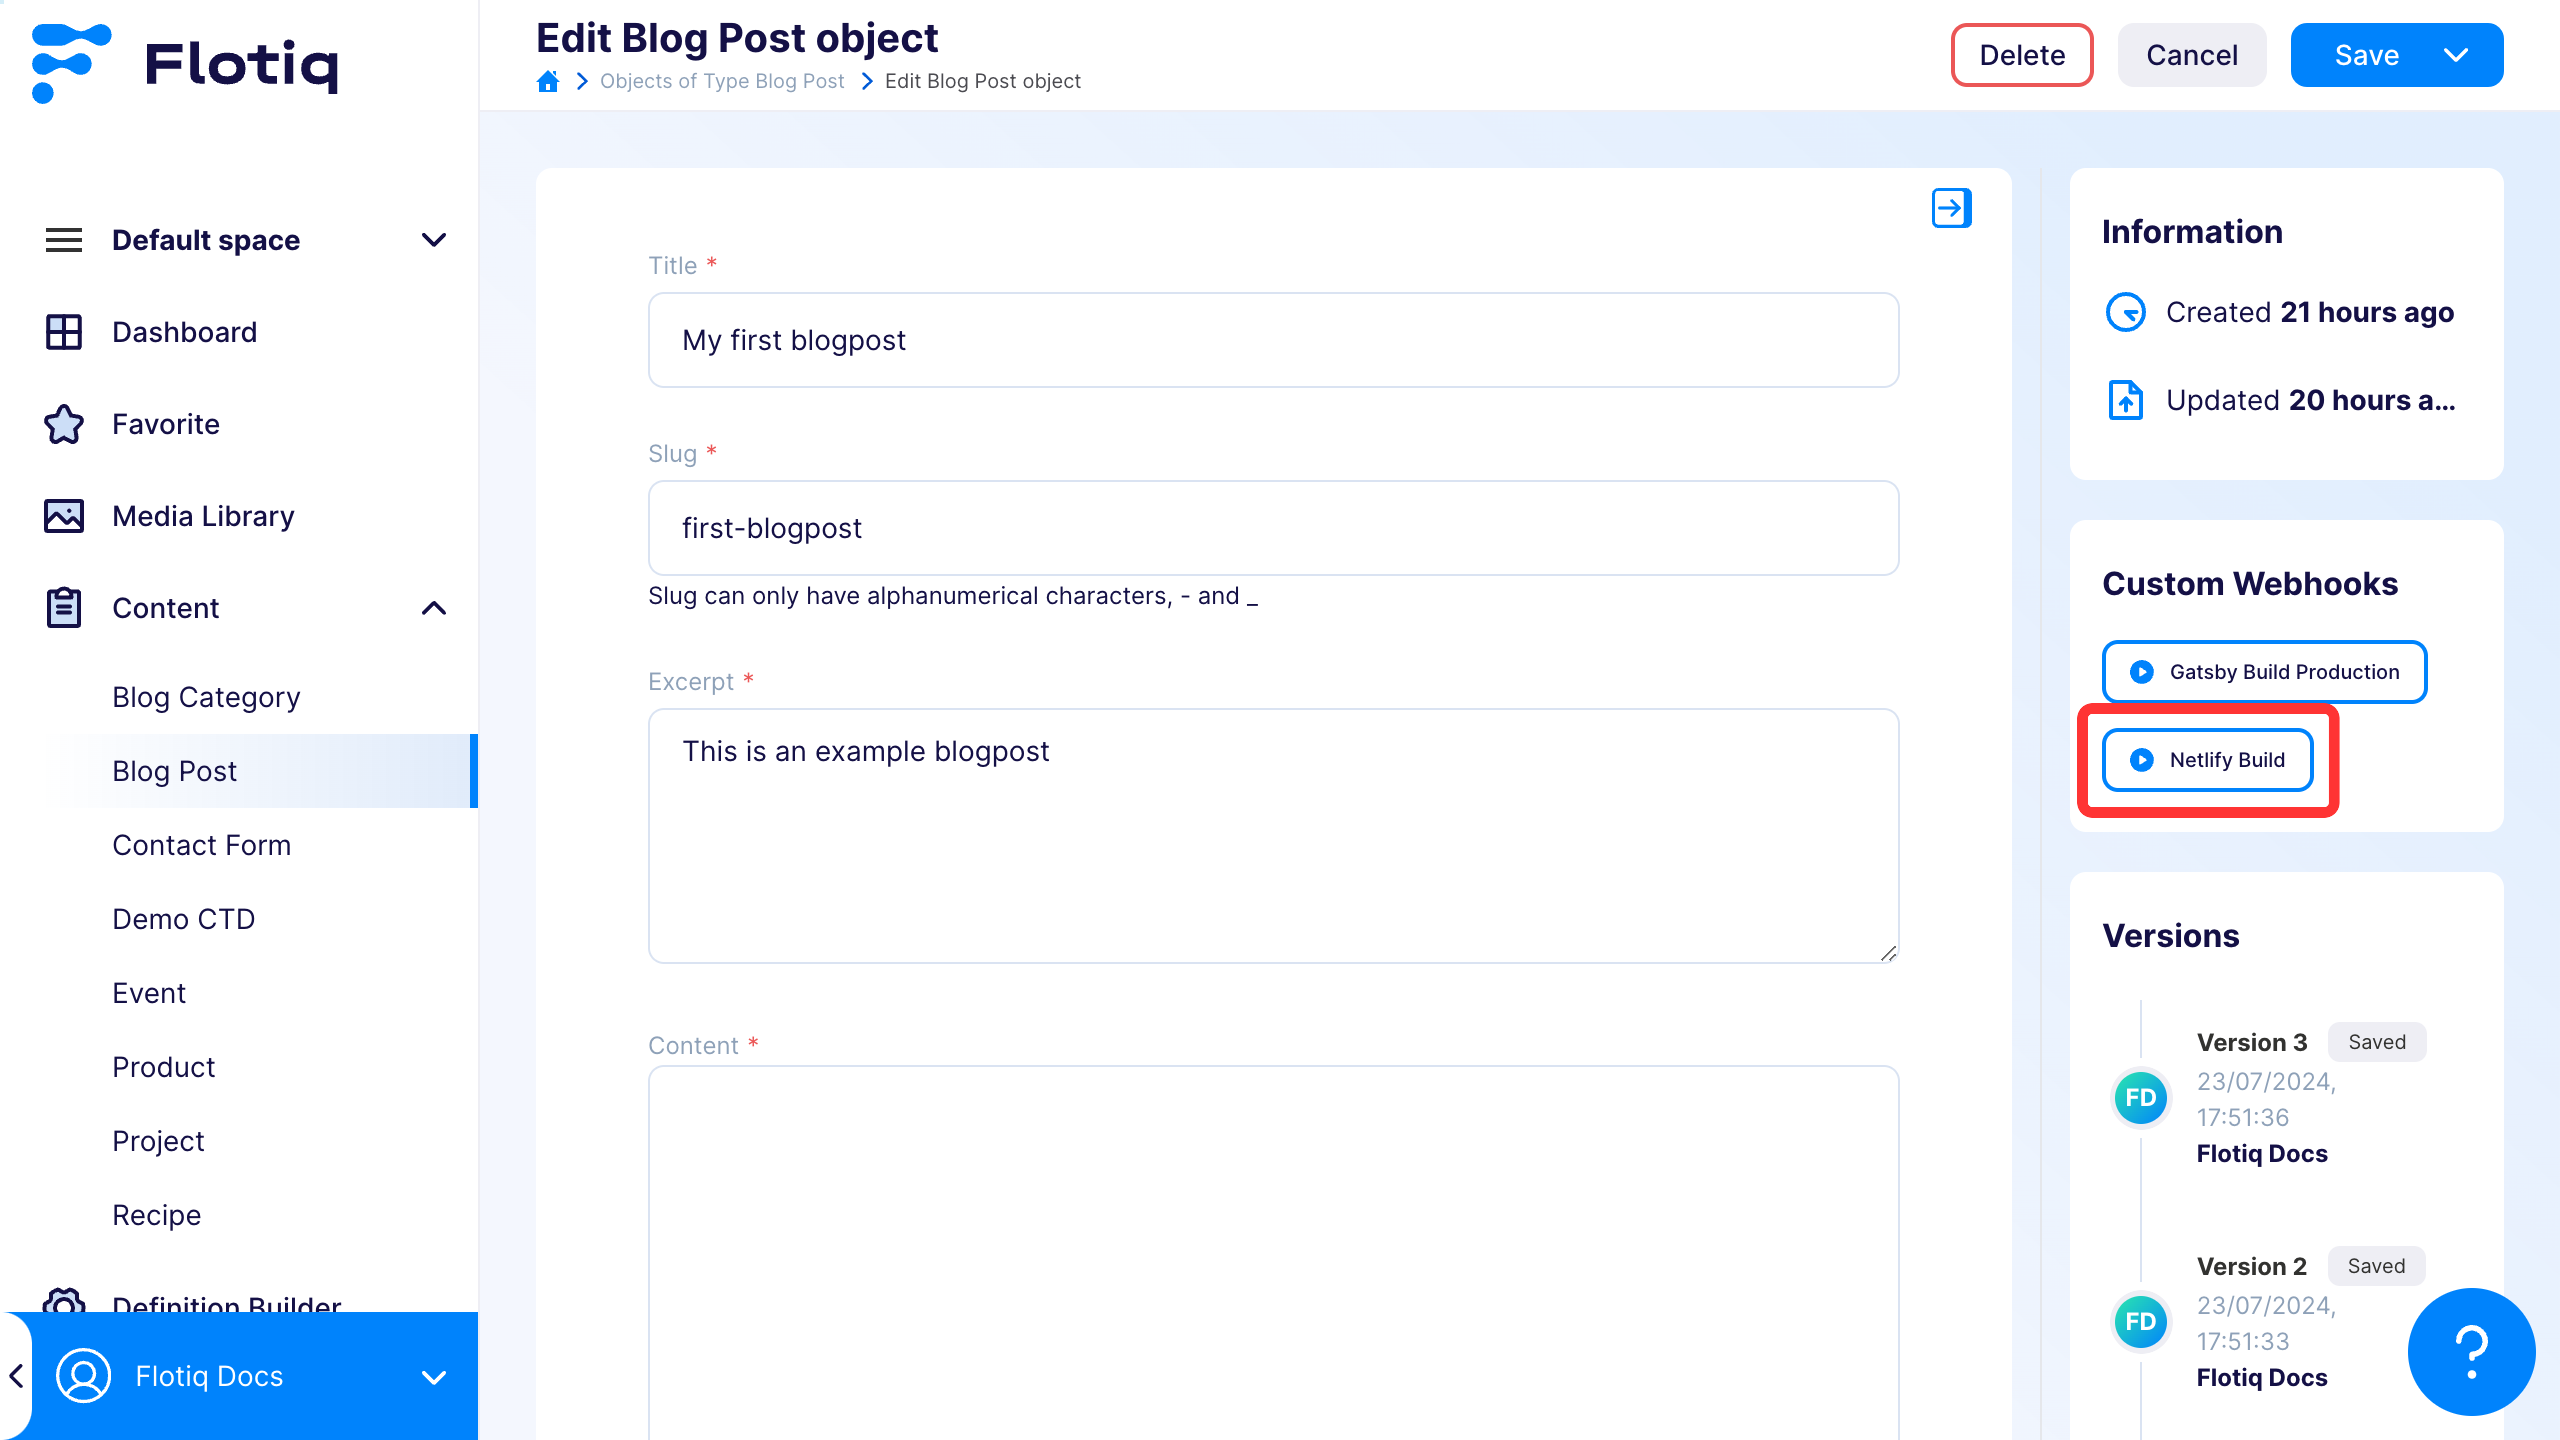 Flotiq
Default space
Dashboard
Favorite
Media Library
Content
Blog Category
Blog Post
Contact Form
Demo CTD
Event
Product
Project
Recipe
Definition Builder
Flotiq Docs
Edit Blog Post object
Objects of Type Blog Post > Edit Blog Post object
Delete
Cancel
Save
Title *
My first blogpost
Slug *
first-blogpost
Slug can only have alphanumerical characters, - and _
Excerpt *
This is an example blogpost
Content *
Information
Created 21 hours ago
Updated 20 hours a...
Custom Webhooks
Gatsby Build Production
Netlify Build
Versions
Version 3 Saved
FD
23/07/2024,
17:51:36
Flotiq Docs
Version 2 Saved
FD
23/07/2024,
17:51:33
Flotiq Docs
?